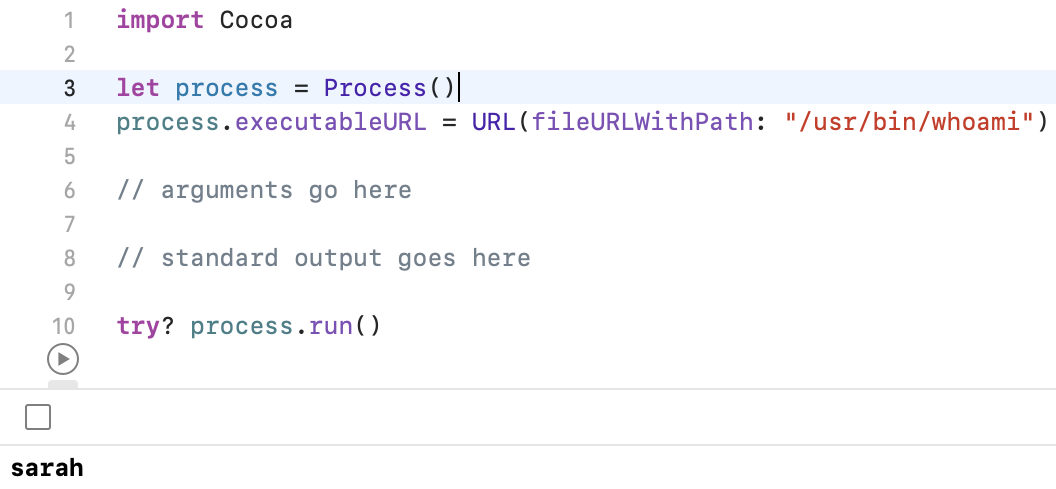 1 import Cocoa
2
3 let process = Process()
4 process.executableURL = URL(fileURLWithPath: "/usr/bin/whoami")
5
6 // arguments go here
7
8 // standard output goes here
9
10 try? process.run()
sarah